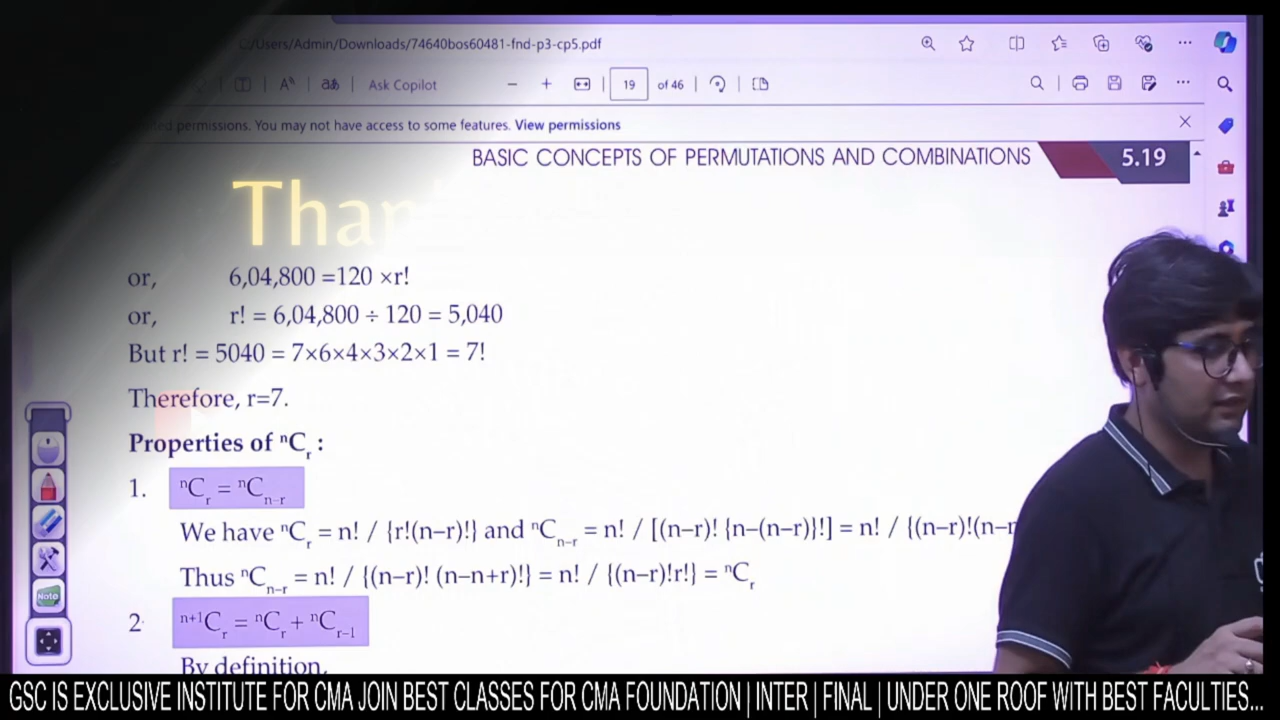 /Users/Admin/Downloads/74640bos60481-fnd-p3-cp5.pdf
Ask Copilot
19 of 46
permissions. You may not have access to some features. View permissions
BASIC CONCEPTS OF PERMUTATIONS AND COMBINATIONS 5.19
Than
or, 6,04,800 =120 ×r!
or, r! = 6,04,800 ÷ 120 = 5,040
But r! = 5040 = 7×6×4×3×2×1 = 7!
Therefore, r=7.
Properties of ⁿCᵣ :
1. ⁿCᵣ = ⁿCₙ₋ᵣ
We have ⁿCᵣ = n! / {r!(n–r)!} and ⁿCₙ₋ᵣ = n! / [(n–r)! {n–(n–r)}!] = n! / {(n–r)!(n–
Thus ⁿCₙ₋ᵣ = n! / {(n–r)! (n–n+r)!} = n! / {(n–r)!r!} = ⁿCᵣ
2 ⁿ⁺¹Cᵣ = ⁿCᵣ + ⁿCᵣ₋₁
By definition,
Note
GSC IS EXCLUSIVE INSTITUTE FOR CMA JOIN BEST CLASSES FOR CMA FOUNDATION | INTER | FINAL | UNDER ONE ROOF WITH BEST FACULTIES...